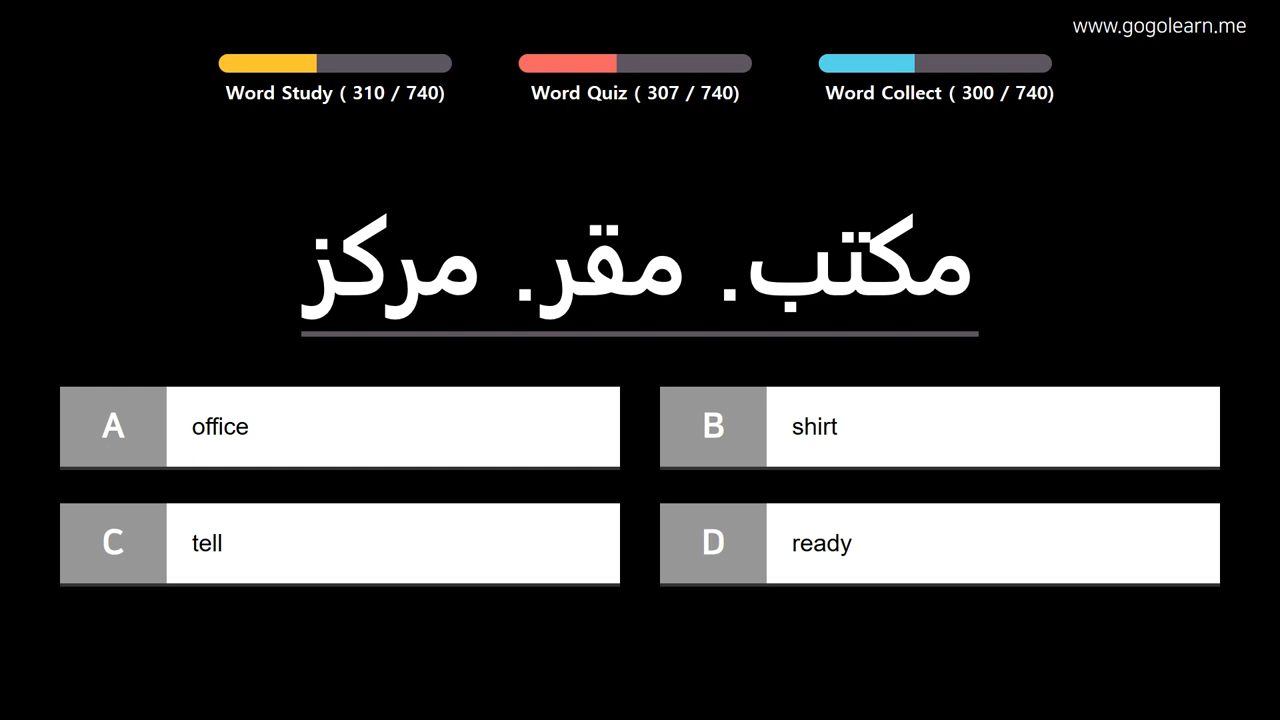 www.gogolearn.me
Word Study ( 310 / 740)
Word Quiz ( 307 / 740)
Word Collect ( 300 / 740)
مكتب. مقر. مركز
A office
B shirt
C tell
D ready